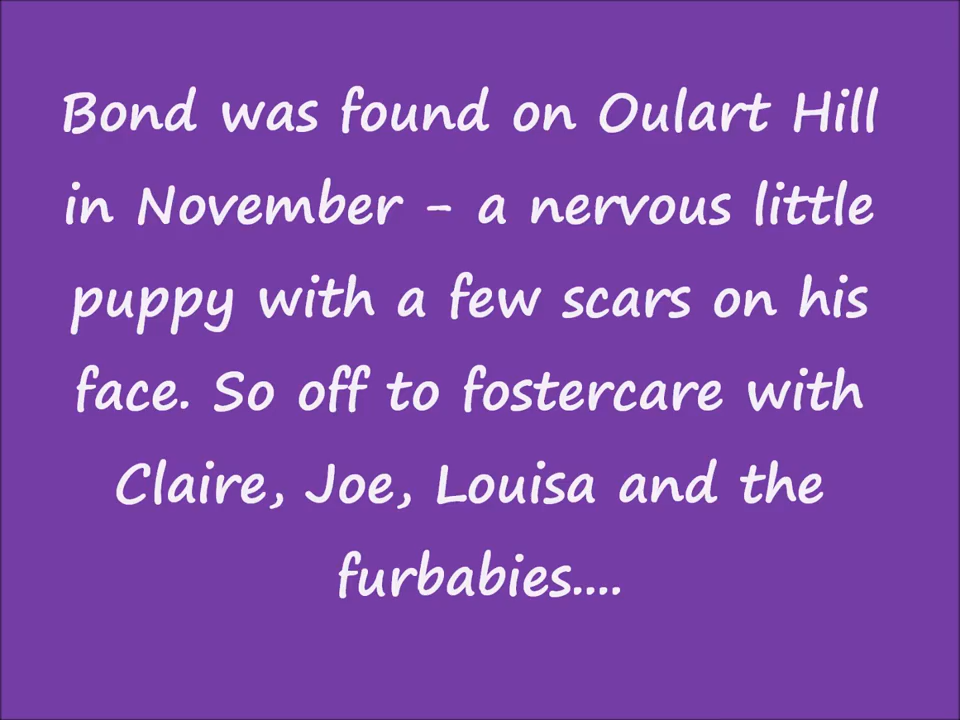 Bond was found on Oulart Hill
in November - a nervous little
puppy with a few scars on his
face. So off to fostercare with
Claire, Joe, Louisa and the
furbabies....